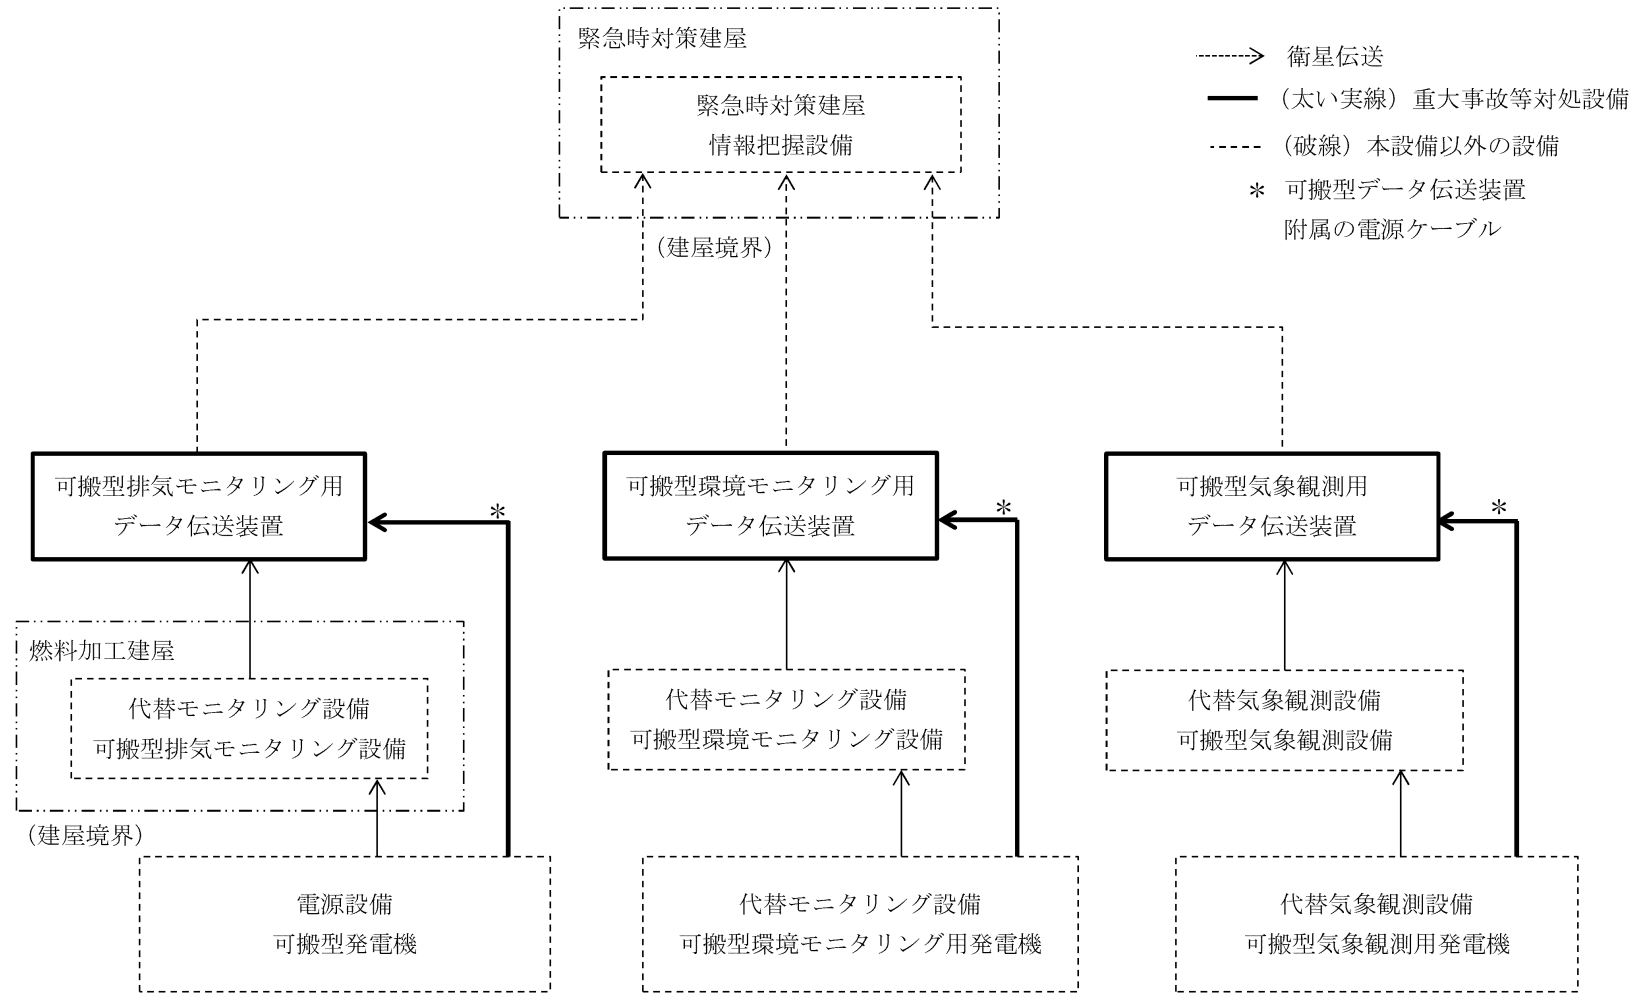 緊急時対策建屋
緊急時対策建屋
情報把握設備
(建屋境界)
衛星伝送
(太い実線)重大事故等対処設備
(破線)本設備以外の設備
* 可搬型データ伝送装置
附属の電源ケーブル
可搬型排気モニタリング用
データ伝送装置
*
可搬型環境モニタリング用
データ伝送装置
*
可搬型気象観測用
データ伝送装置
*
燃料加工建屋
代替モニタリング設備
可搬型排気モニタリング設備
(建屋境界)
代替モニタリング設備
可搬型環境モニタリング設備
代替気象観測設備
可搬型気象観測設備
電源設備
可搬型発電機
代替モニタリング設備
可搬型環境モニタリング用発電機
代替気象観測設備
可搬型気象観測用発電機